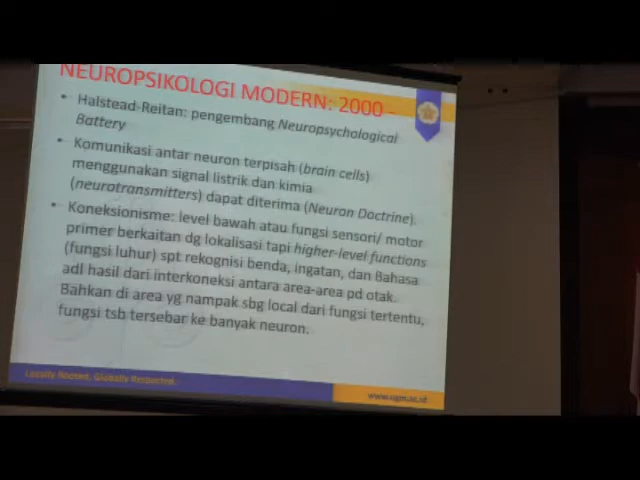 NEUROPSIKOLOGI MODERN: 2000 -
• Halstead-Reitan: pengembang Neuropsychological
Battery
• Komunikasi antar neuron terpisah (brain cells)
menggunakan signal listrik dan kimia
(neurotransmitters) dapat diterima (Neuron Doctrine).
• Koneksionisme: level bawah atau fungsi sensori/ motor
primer berkaitan dg lokalisasi tapi higher-level functions
(fungsi luhur) spt rekognisi benda, ingatan, dan Bahasa
adl hasil dari interkoneksi antara area-area pd otak.
Bahkan di area yg nampak sbg local dari fungsi tertentu,
fungsi tsb tersebar ke banyak neuron.
Locally Rooted, Globally Respected
www.ugm.ac.id